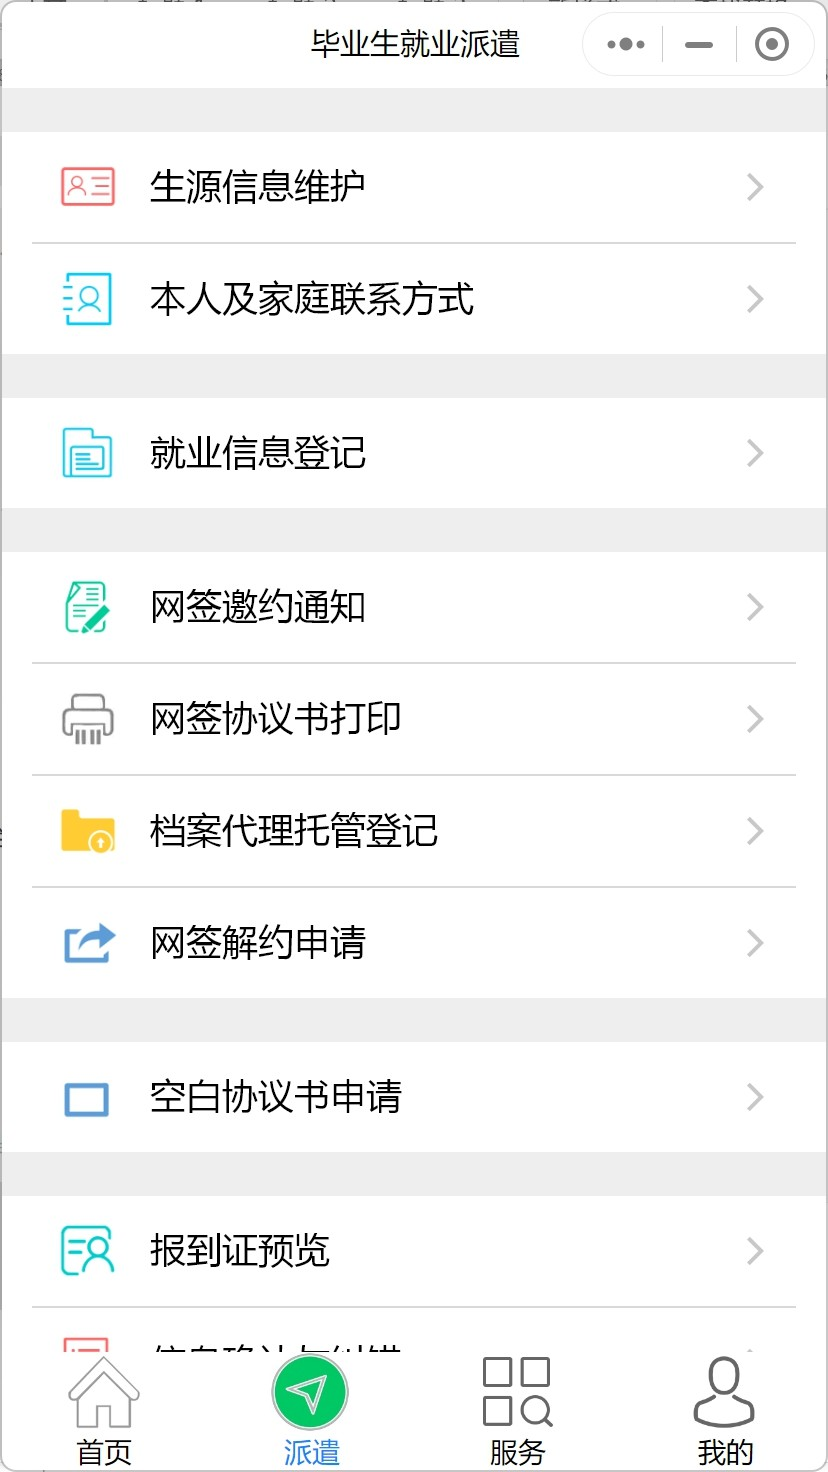 毕业生就业派遣
生源信息维护
本人及家庭联系方式
就业信息登记
网签邀约通知
网签协议书打印
档案代理托管登记
网签解约申请
空白协议书申请
报到证预览
首页
派遣
服务
我的